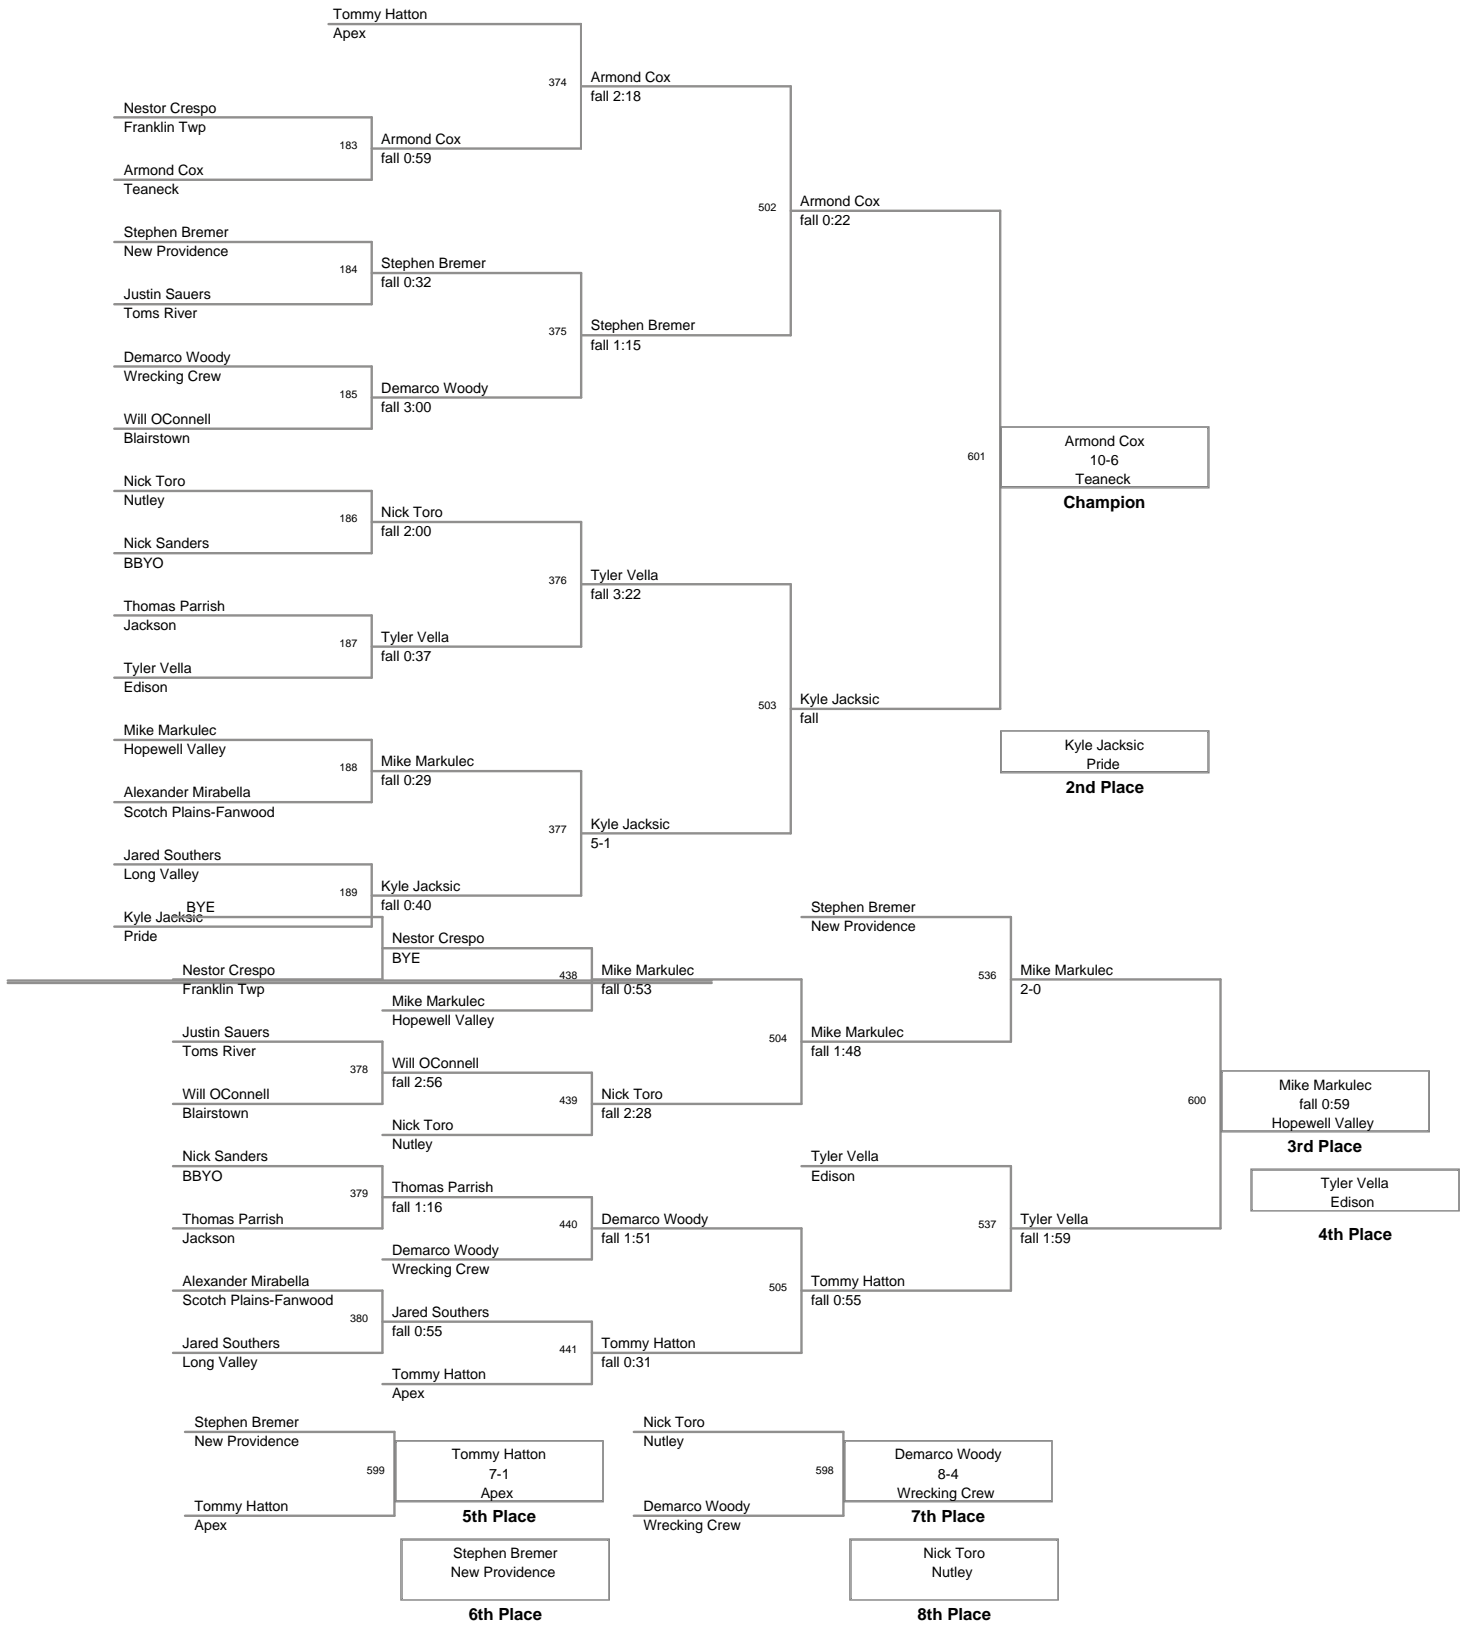 Tommy Hatton
Apex
374
Armond Cox
fall 2:18
Nestor Crespo
Franklin Twp
183
Armond Cox
fall 0:59
Armond Cox
Teaneck
502
Armond Cox
fall 0:22
Stephen Bremer
New Providence
184
Stephen Bremer
fall 0:32
Justin Sauers
Toms River
375
Stephen Bremer
fall 1:15
Demarco Woody
Wrecking Crew
185
Demarco Woody
fall 3:00
Will OConnell
Blairstown
601
Armond Cox
10-6
Teaneck
Champion
Nick Toro
Nutley
186
Nick Toro
fall 2:00
Nick Sanders
BBYO
376
Tyler Vella
fall 3:22
Thomas Parrish
Jackson
187
Tyler Vella
fall 0:37
Tyler Vella
Edison
503
Kyle Jacksic
fall
Mike Markulec
Hopewell Valley
188
Mike Markulec
fall 0:29
Alexander Mirabella
Scotch Plains-Fanwood
Kyle Jacksic
Pride
2nd Place
377
Kyle Jacksic
5-1
Jared Southers
Long Valley
189
Kyle Jacksic
fall 0:40
Kyle Jacksic
Pride
BYE
Nestor Crespo
BYE
Nestor Crespo
Franklin Twp
438
Mike Markulec
fall 0:53
Mike Markulec
Hopewell Valley
Stephen Bremer
New Providence
536
Mike Markulec
2-0
504
Mike Markulec
fall 1:48
Justin Sauers
Toms River
378
Will OConnell
fall 2:56
Will OConnell
Blairstown
439
Nick Toro
fall 2:28
Nick Toro
Nutley
600
Mike Markulec
fall 0:59
Hopewell Valley
3rd Place
Tyler Vella
Edison
4th Place
Nick Sanders
BBYO
379
Thomas Parrish
fall 1:16
Thomas Parrish
Jackson
440
Demarco Woody
fall 1:51
Demarco Woody
Wrecking Crew
Tyler Vella
Edison
537
Tyler Vella
fall 1:59
505
Tommy Hatton
fall 0:55
Alexander Mirabella
Scotch Plains-Fanwood
380
Jared Southers
fall 0:55
Jared Southers
Long Valley
441
Tommy Hatton
fall 0:31
Tommy Hatton
Apex
Stephen Bremer
New Providence
599
Tommy Hatton
7-1
Apex
5th Place
Tommy Hatton
Apex
Stephen Bremer
New Providence
6th Place
Nick Toro
Nutley
598
Demarco Woody
8-4
Wrecking Crew
7th Place
Demarco Woody
Wrecking Crew
Nick Toro
Nutley
8th Place